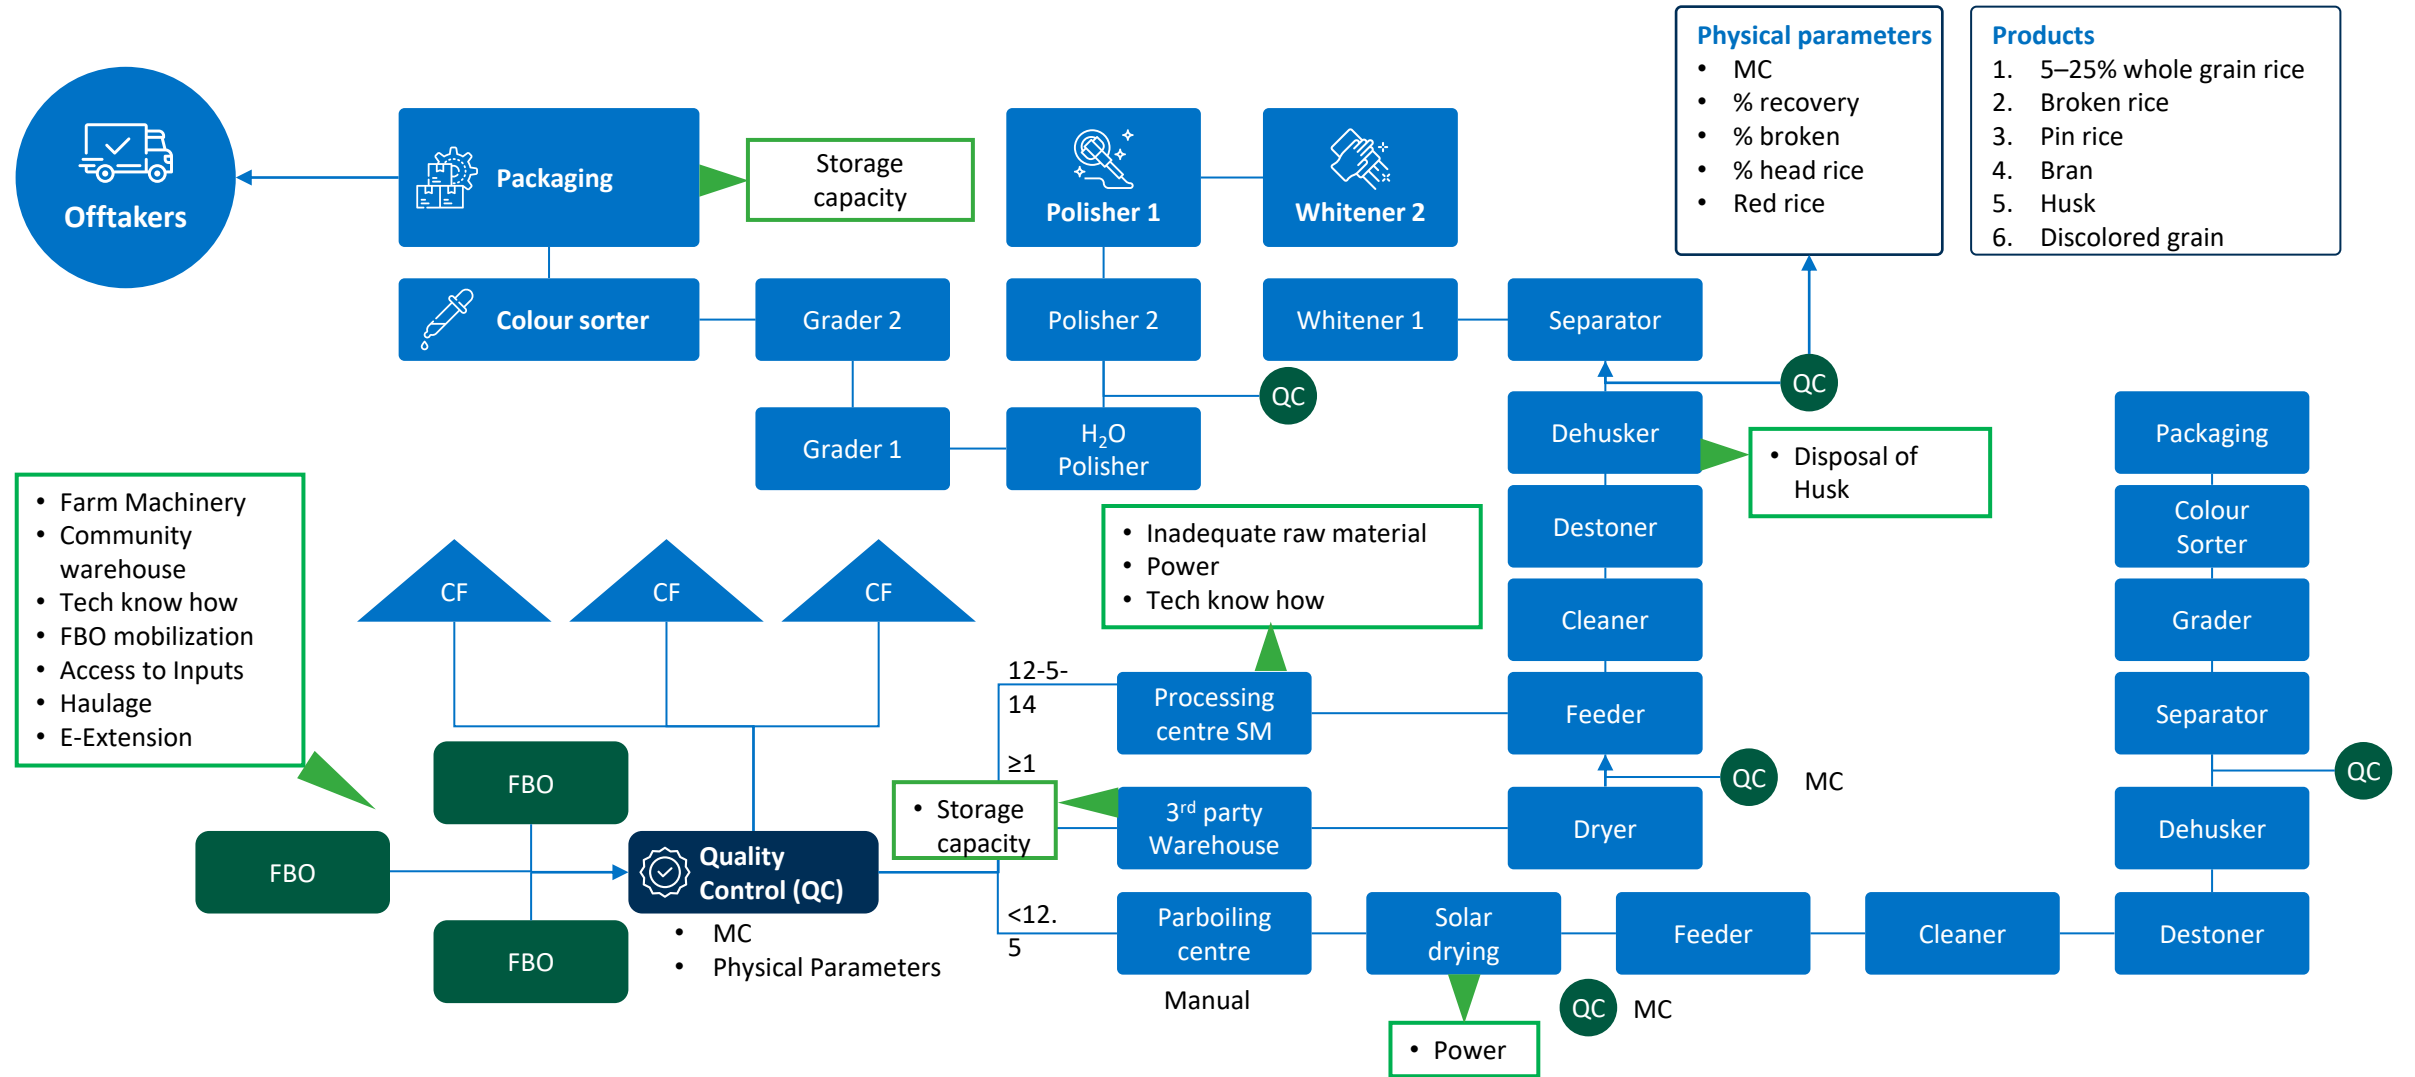 Physical parameters
• MC
• % recovery
• % broken
• % head rice
• Red rice
Products
1. 5–25% whole grain rice
2. Broken rice
3. Pin rice
4. Bran
5. Husk
6. Discolored grain
Offtakers
Packaging
Storage
capacity
Polisher 1
Whitener 2
Colour sorter
Grader 2
Polisher 2
Whitener 1
Separator
QC
QC
Grader 1
H₂O
Polisher
Dehusker
• Disposal of
Husk
Packaging
• Farm Machinery
• Community
warehouse
• Tech know how
• FBO mobilization
• Access to Inputs
• Haulage
• E-Extension
CF
CF
CF
• Inadequate raw material
• Power
• Tech know how
Destoner
Colour
Sorter
Cleaner
Grader
12-5-
14
Processing
centre SM
Feeder
Separator
≥1
FBO
• Storage
capacity
3rd party
Warehouse
QC
MC
Dryer
QC
Dehusker
FBO
Quality
Control (QC)
• MC
• Physical Parameters
FBO
<12.
5
Parboiling
centre
Manual
Solar
drying
Feeder
Cleaner
Destoner
QC
MC
• Power